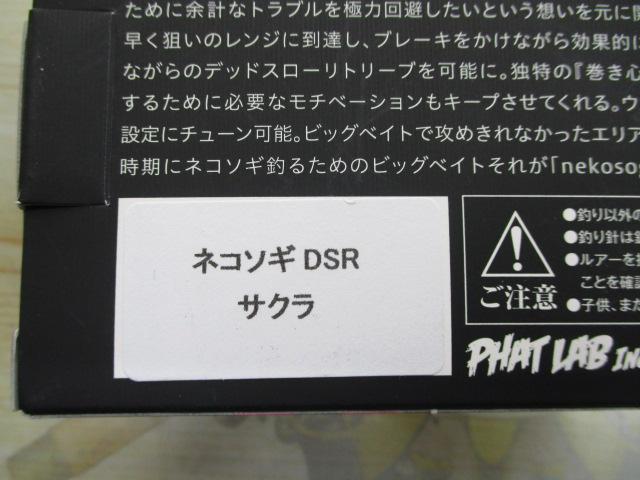 ために余計なトラブルを極力回避したいという想いを元に
早く狙いのレンジに到達し、ブレーキをかけながら効果的に
ながらのデッドスローリトリーブを可能に。独特の『巻き心
するために必要なモチベーションもキープさせてくれる。ウ
設定にチューン可能。ビッグベイトで攻めきれなかったエリア
時期にネコソギ釣るためのビッグベイトそれが「nekosog
ネコソギ DSR
サクラ
ご注意
●釣り以外の
●釣り針は
●ルアーを
ことを確認
●子供、また
PHAT LAB INC